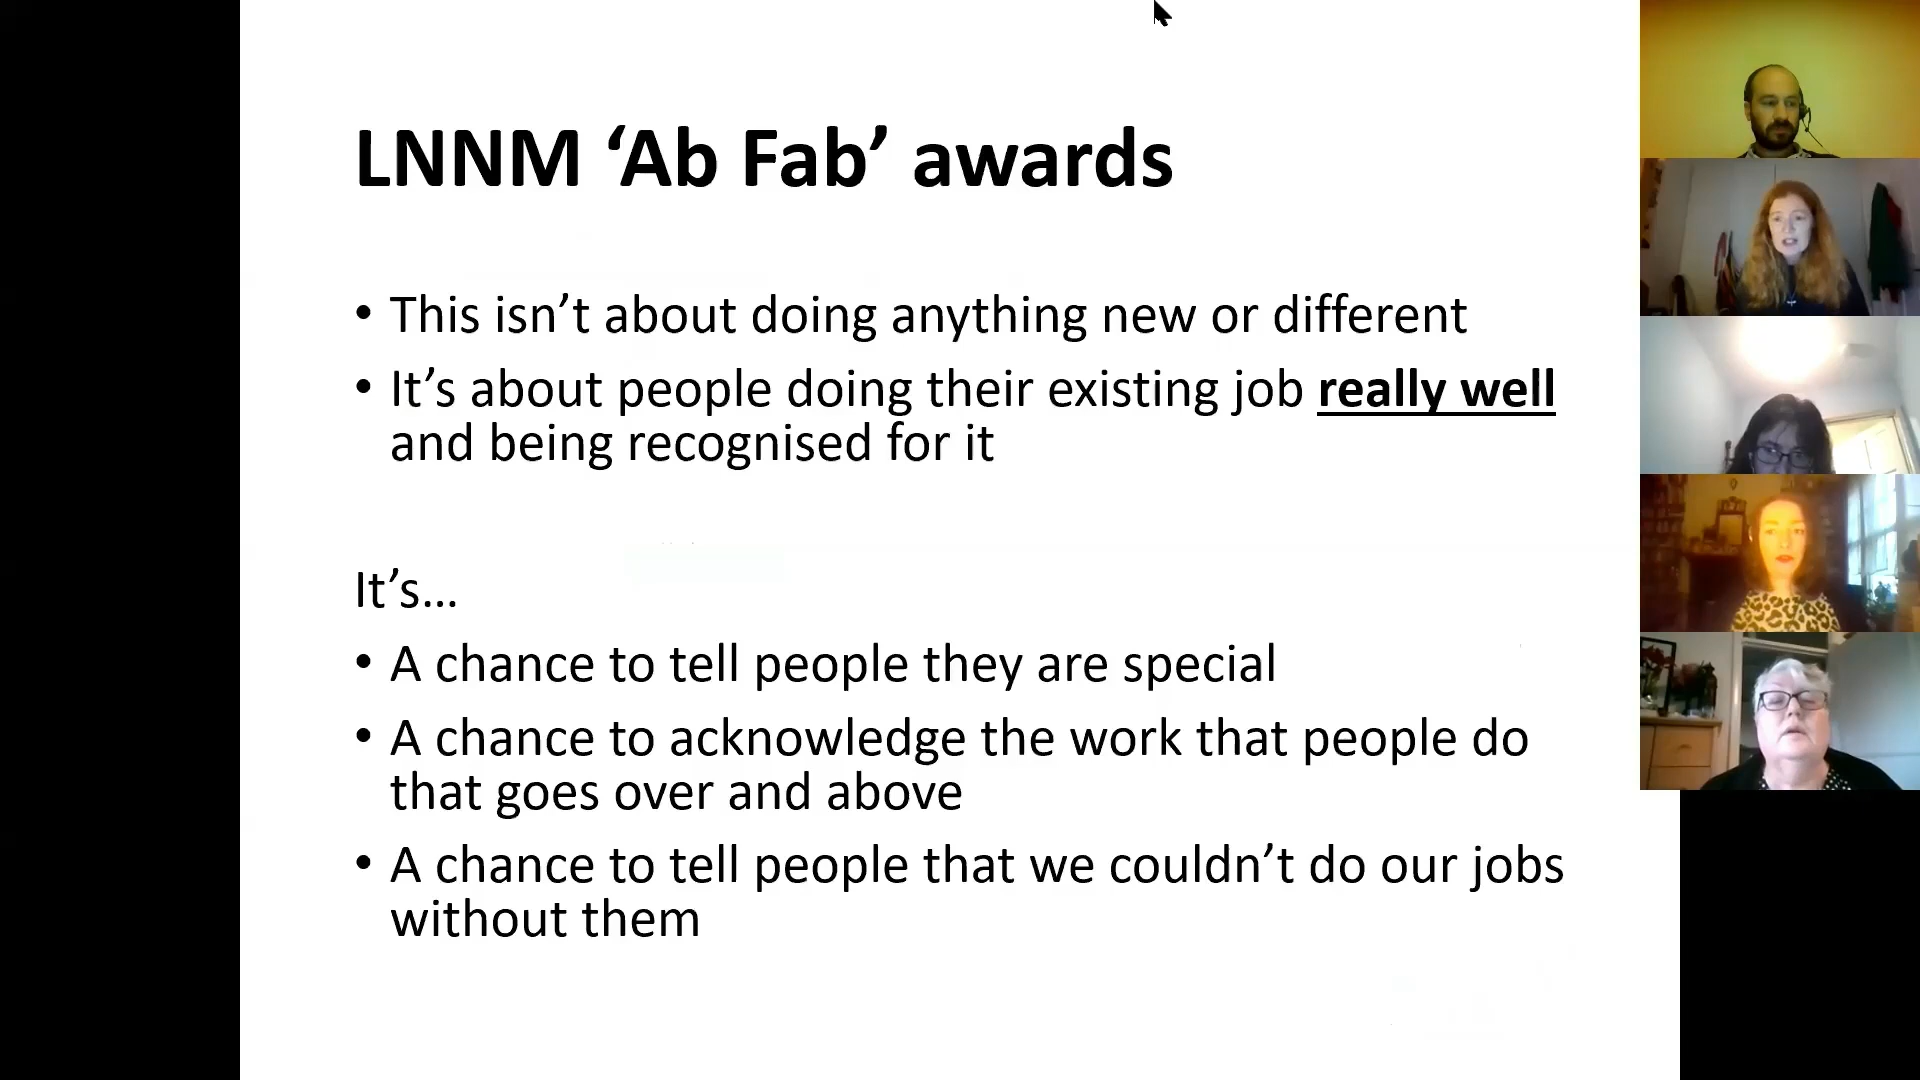 LNNM ‘Ab Fab’ awards
• This isn’t about doing anything new or different
• It’s about people doing their existing job really well
and being recognised for it
It’s...
• A chance to tell people they are special
• A chance to acknowledge the work that people do
that goes over and above
• A chance to tell people that we couldn’t do our jobs
without them